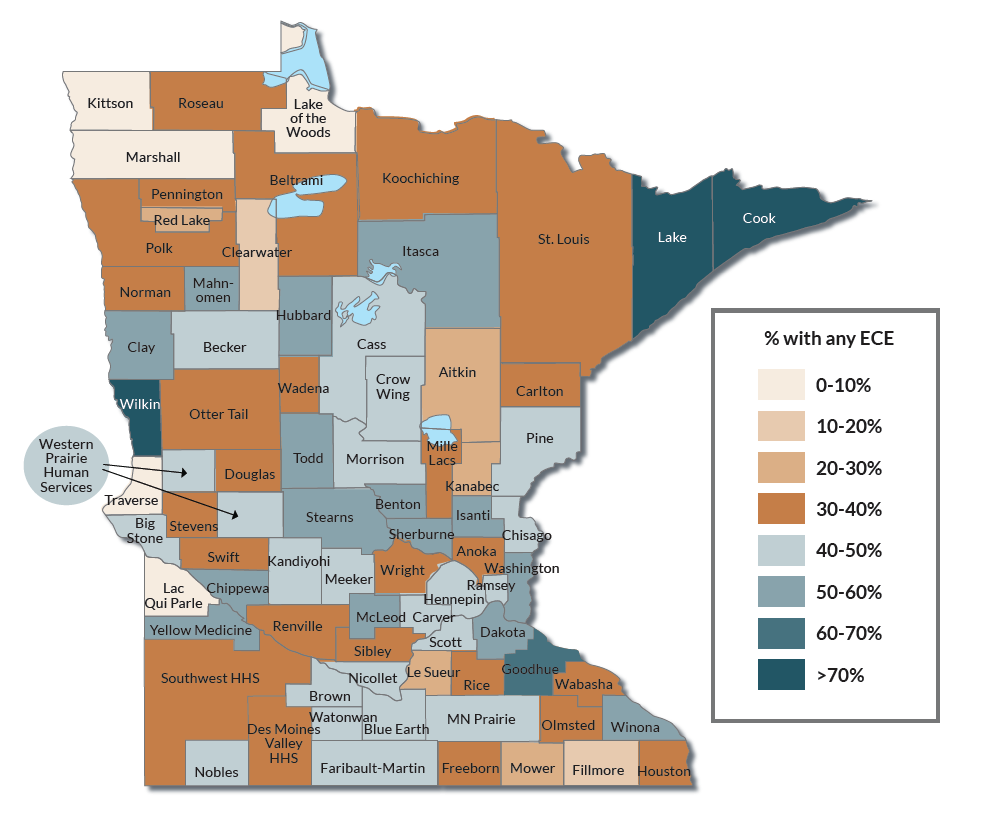 Kittson
Roseau
Lake
of the
Woods
Marshall
Beltrami
Koochiching
Pennington
Red Lake
Polk
Clearwater
Itasca
St. Louis
Lake
Cook
Norman
Mahn-
omen
Hubbard
Cass
Clay
Becker
Crow
Wing
Aitkin
Wadena
Carlton
Wilkin
Otter Tail
Pine
Mille
Lacs
Western
Prairie
Human
Services
Todd
Morrison
Douglas
Kanabec
Traverse
Benton
Isanti
Stearns
Big
Stone
Stevens
Sherburne
Chisago
Swift
Kandiyohi
Anoka
Washington
Meeker
Wright
Ramsey
Lac
Qui Parle
Chippewa
Hennepin
McLeod
Carver
Yellow Medicine
Renville
Dakota
Scott
Sibley
Southwest HHS
Nicollet
Le Sueur
Rice
Goodhue
Wabasha
Brown
Watonwan
Blue Earth
MN Prairie
Olmsted
Winona
Des Moines
Valley
HHS
Nobles
Faribault-Martin
Freeborn
Mower
Fillmore
Houston
% with any ECE
0-10%
10-20%
20-30%
30-40%
40-50%
50-60%
60-70%
>70%